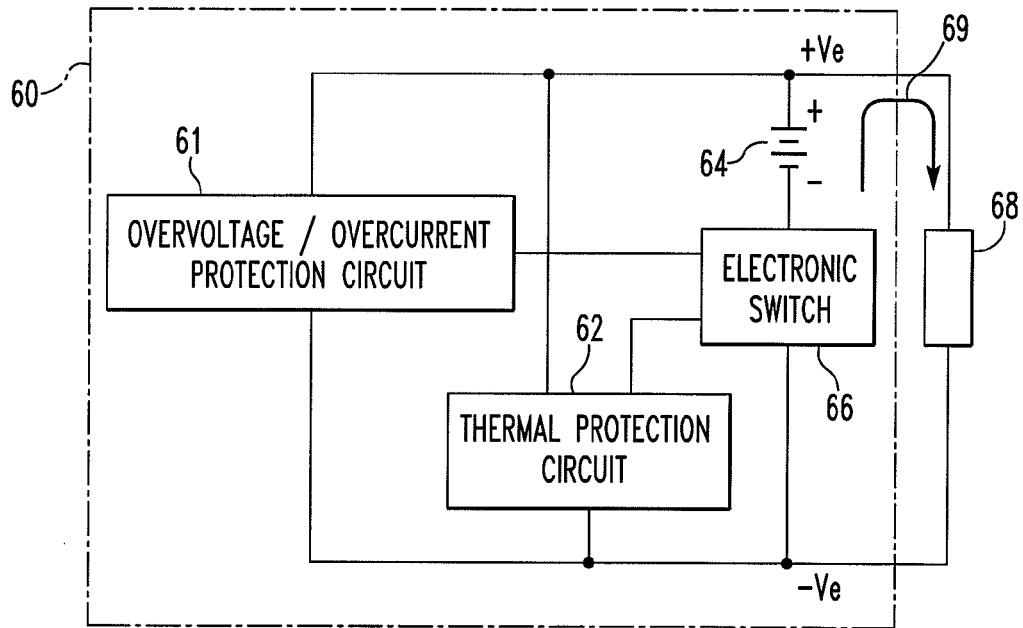 69
+Ve
60
61
+
64
-
68
OVERVOLTAGE / OVERCURRENT
PROTECTION CIRCUIT
ELECTRONIC
SWITCH
62
66
THERMAL PROTECTION
CIRCUIT
-Ve